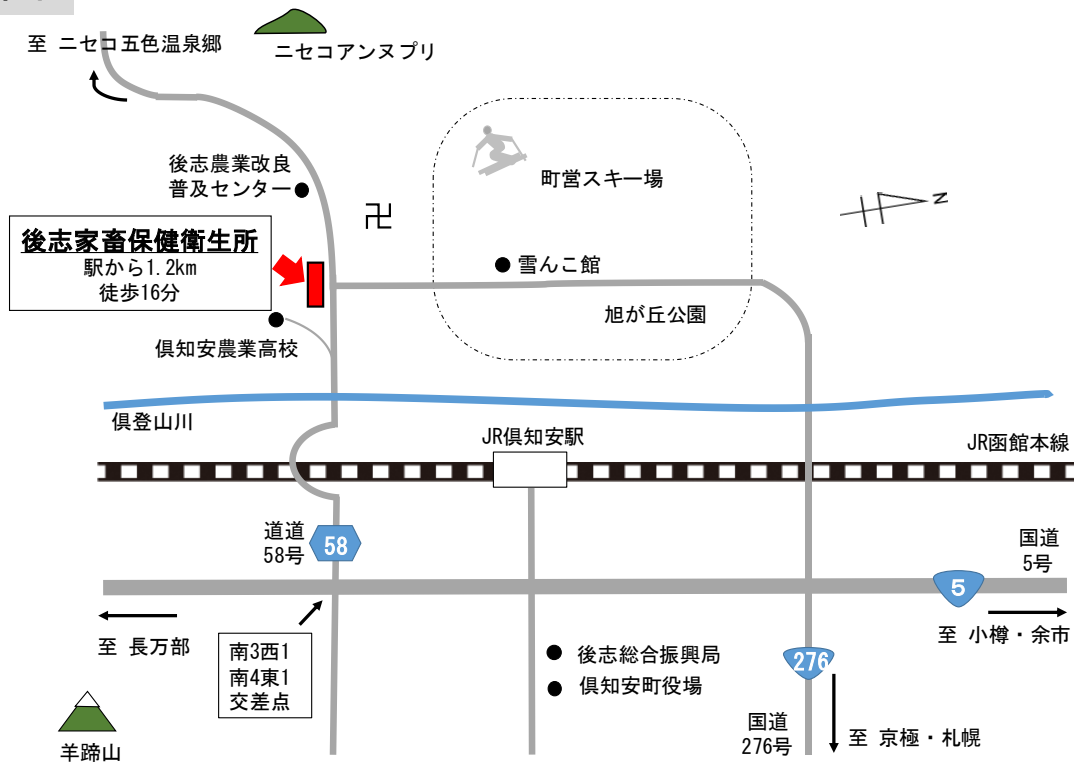 至 ニセコ五色温泉郷
ニセコアンヌプリ
後志農業改良
普及センター
町営スキー場
卍
N
後志家畜保健衛生所
駅から1.2km
徒歩16分
雪んこ館
旭が丘公園
倶知安農業高校
倶登山川
JR倶知安駅
JR函館本線
道道
58号
58
国道
5号
5
至 長万部
至 小樽・余市
南3西1
南4東1
交差点
後志総合振興局
倶知安町役場
276
国道
276号
至 京極・札幌
羊蹄山